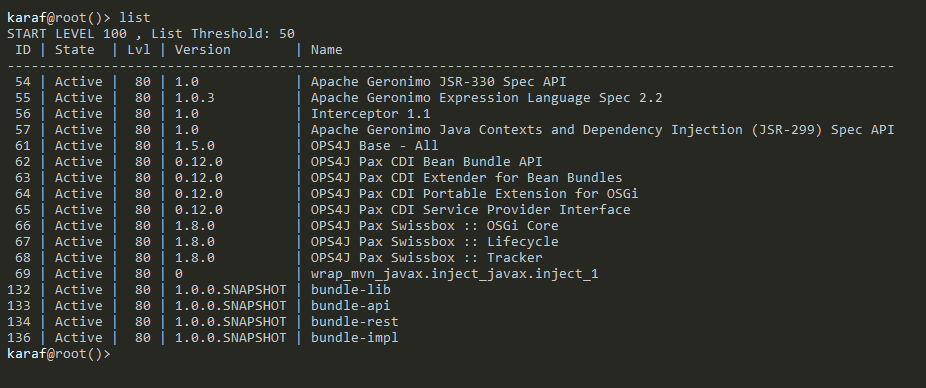 karaf@root()> list
START LEVEL 100 , List Threshold: 50
 ID | State  | Lvl | Version        | Name
---------------------------------------------------------------------------------------------------------------
 54 | Active |  80 | 1.0            | Apache Geronimo JSR-330 Spec API
 55 | Active |  80 | 1.0.3          | Apache Geronimo Expression Language Spec 2.2
 56 | Active |  80 | 1.0            | Interceptor 1.1
 57 | Active |  80 | 1.0            | Apache Geronimo Java Contexts and Dependency Injection (JSR-299) Spec API
 61 | Active |  80 | 1.5.0          | OPS4J Base - All
 62 | Active |  80 | 0.12.0         | OPS4J Pax CDI Bean Bundle API
 63 | Active |  80 | 0.12.0         | OPS4J Pax CDI Extender for Bean Bundles
 64 | Active |  80 | 0.12.0         | OPS4J Pax CDI Portable Extension for OSGi
 65 | Active |  80 | 0.12.0         | OPS4J Pax CDI Service Provider Interface
 66 | Active |  80 | 1.8.0          | OPS4J Pax Swissbox :: OSGi Core
 67 | Active |  80 | 1.8.0          | OPS4J Pax Swissbox :: Lifecycle
 68 | Active |  80 | 1.8.0          | OPS4J Pax Swissbox :: Tracker
 69 | Active |  80 | 0              | wrap_mvn_javax.inject_javax.inject_1
132 | Active |  80 | 1.0.0.SNAPSHOT | bundle-lib
133 | Active |  80 | 1.0.0.SNAPSHOT | bundle-api
134 | Active |  80 | 1.0.0.SNAPSHOT | bundle-rest
136 | Active |  80 | 1.0.0.SNAPSHOT | bundle-impl
karaf@root()>